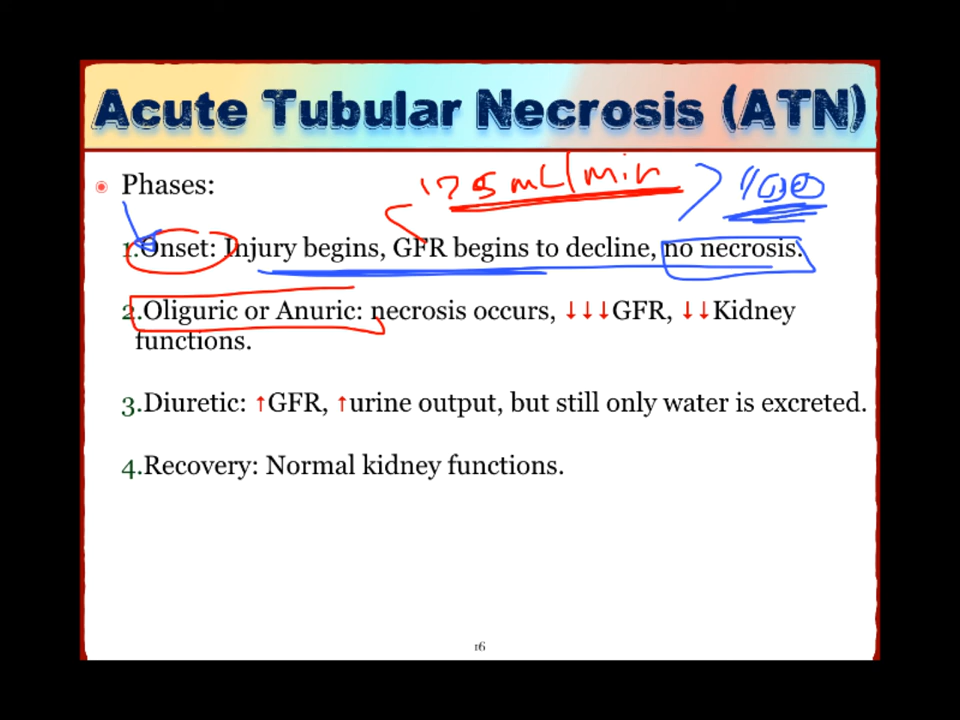 Acute Tubular Necrosis (ATN)
Phases:
125 mL/min
1.Onset: Injury begins, GFR begins to decline, no necrosis.
2.Oliguric or Anuric: necrosis occurs, ↓↓↓GFR, ↓↓Kidney
functions.
3.Diuretic: ↑GFR, ↑urine output, but still only water is excreted.
4.Recovery: Normal kidney functions.
16